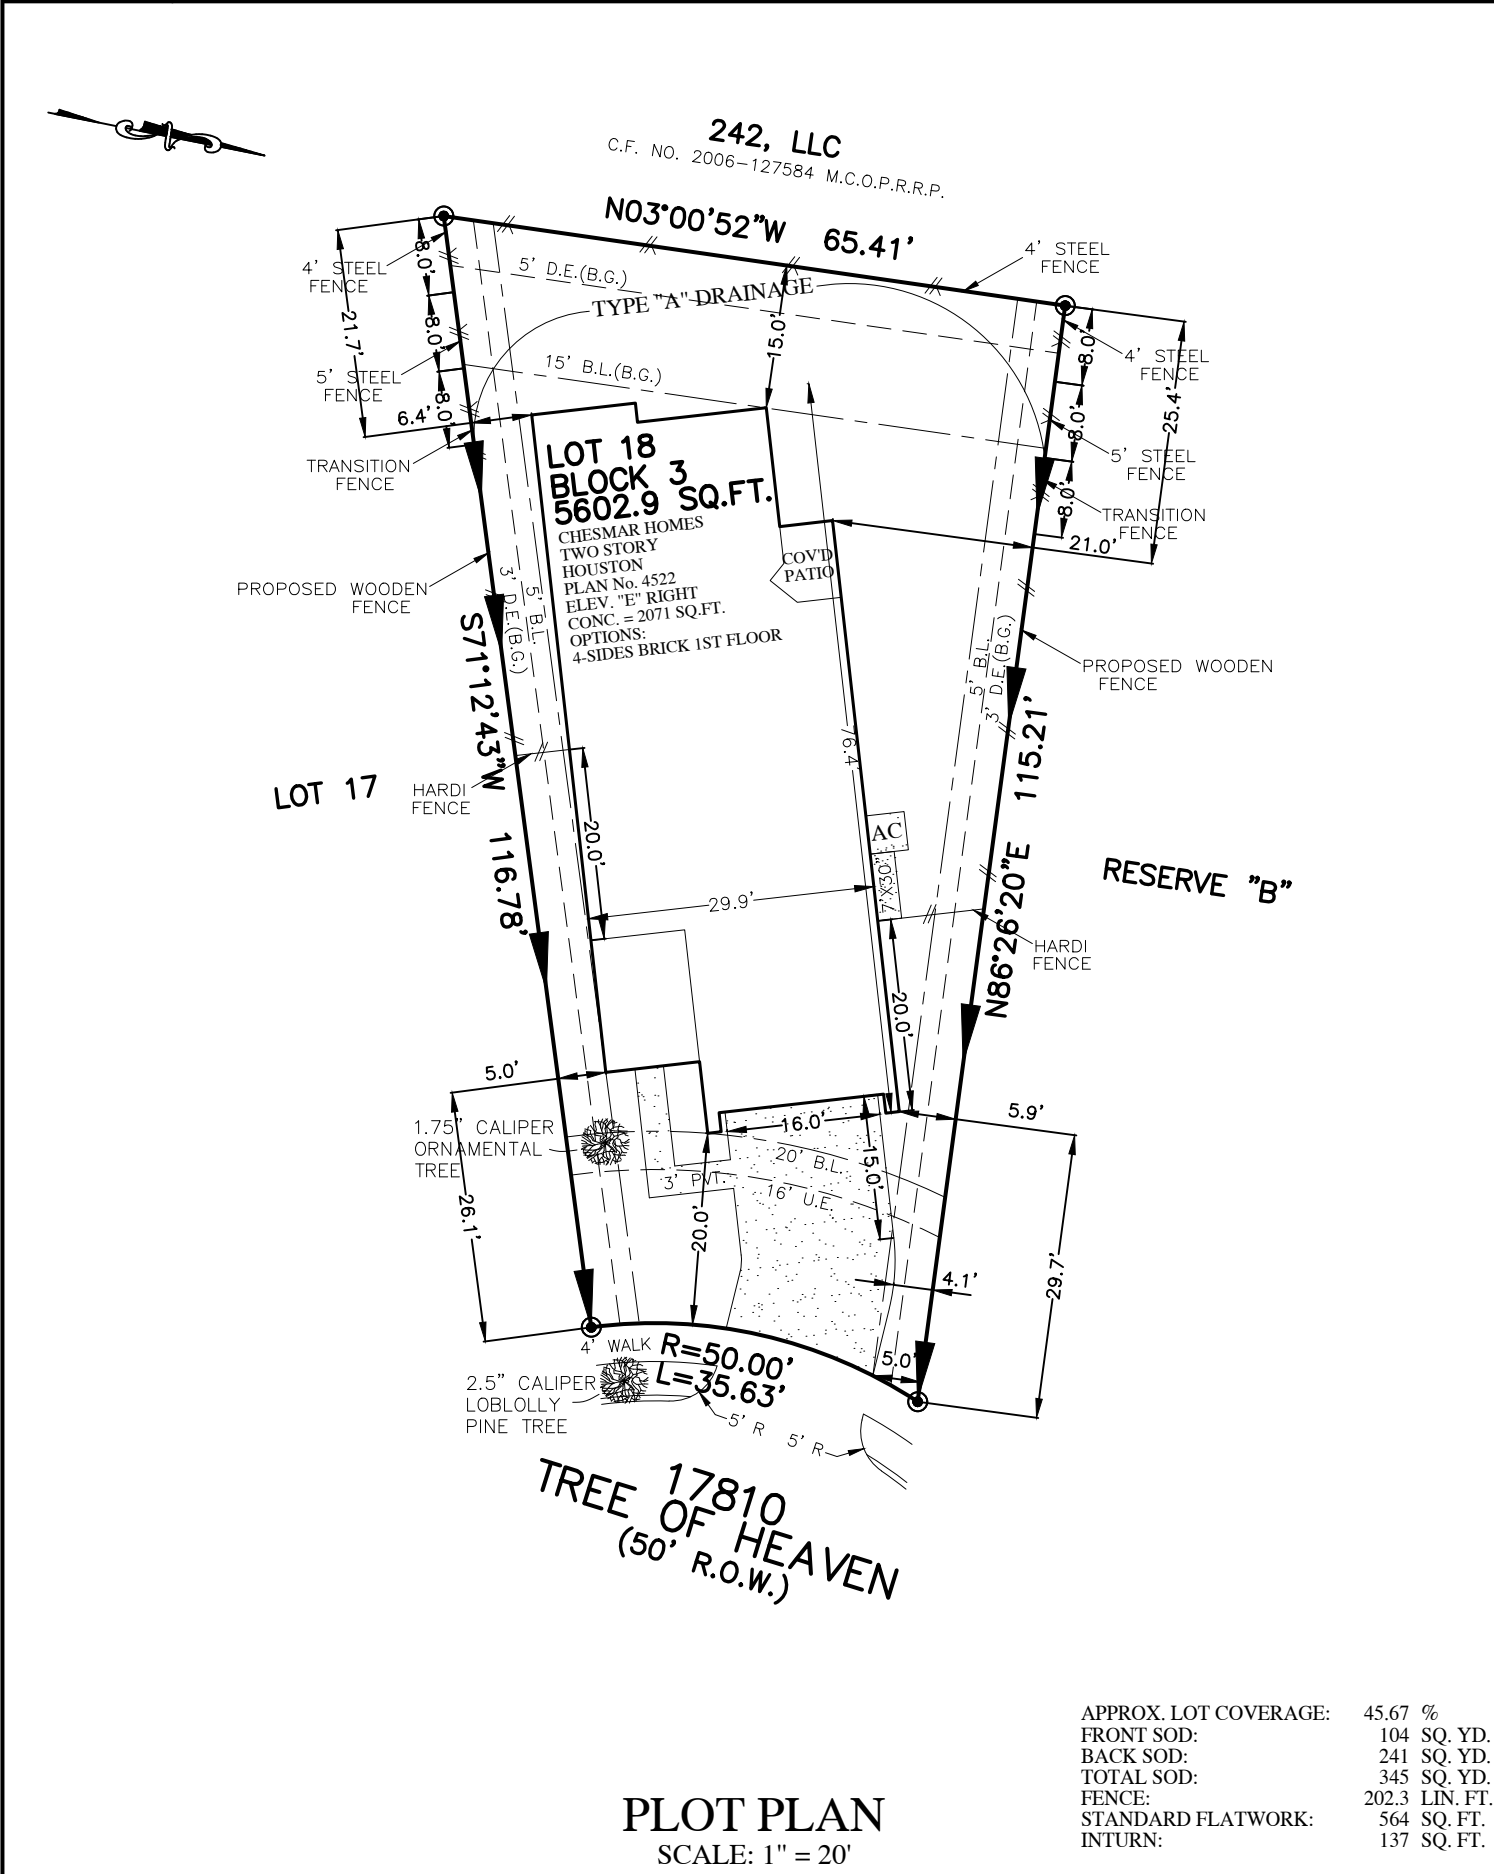 242, LLC
C.F. NO. 2006-127584 M.C.O.P.R.R.P.
N03°00'52"W 65.41'
4' STEEL
FENCE
4' STEEL
FENCE
8.0'
21.7'
5' D.E.(B.G.)
TYPE "A" DRAINAGE
15.0'
8.0'
8.0'
4' STEEL
FENCE
15' B.L.(B.G.)
5' STEEL
FENCE
8.0'
6.4'
25.4'
8.0'
5' STEEL
FENCE
TRANSITION
FENCE
LOT 18
BLOCK 3
5602.9 SQ.FT.
CHESMAR HOMES
TWO STORY
HOUSTON
PLAN No. 4522
ELEV. "E" RIGHT
CONC. = 2071 SQ.FT.
OPTIONS:
4-SIDES BRICK 1ST FLOOR
8.0'
TRANSITION
FENCE
21.0'
COV'D
PATIO
PROPOSED WOODEN
FENCE
3' D.E.(B.G.)
5' B.L.
S71°12'43"W 116.78'
5' B.L.
3' D.E.(B.G.)
PROPOSED WOODEN
FENCE
N86°26'20"E 115.21'
76.4'
LOT 17
HARDI
FENCE
20.0'
AC
7'X30"
RESERVE "B"
29.9'
HARDI
FENCE
20.0'
5.0'
5.9'
1.75" CALIPER
ORNAMENTAL
TREE
16.0'
20' B.L.
15.0'
3' PVT.
16' U.E.
26.1'
20.0'
4.1'
29.7'
4' WALK
R=50.00'
L=35.63'
5.0'
2.5" CALIPER
LOBLOLLY
PINE TREE
5' R
5' R
17810
TREE OF HEAVEN
(50' R.O.W.)
APPROX. LOT COVERAGE: 45.67 %
FRONT SOD: 104 SQ. YD.
BACK SOD: 241 SQ. YD.
TOTAL SOD: 345 SQ. YD.
FENCE: 202.3 LIN. FT.
STANDARD FLATWORK: 564 SQ. FT.
INTURN: 137 SQ. FT.
PLOT PLAN
SCALE: 1" = 20'